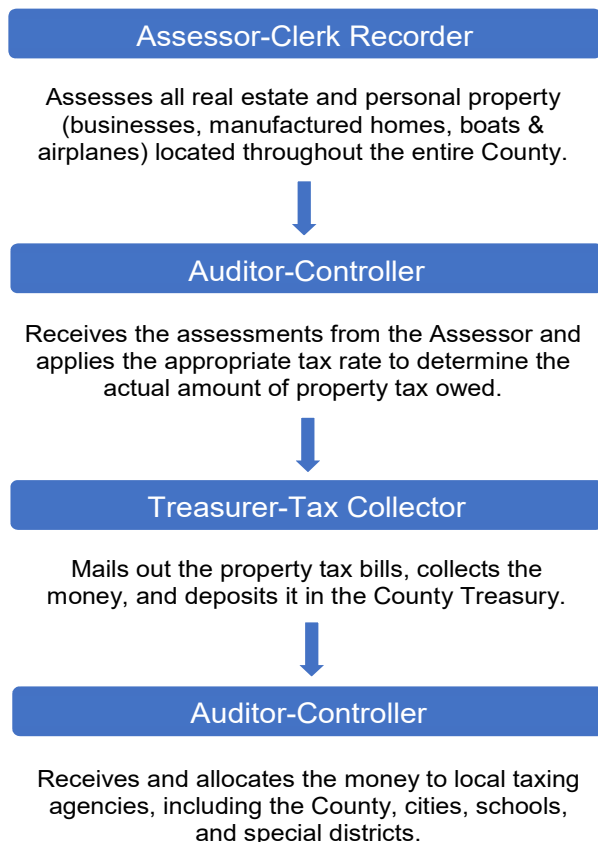 Assessor-Clerk Recorder
Assesses all real estate and personal property
(businesses, manufactured homes, boats &
airplanes) located throughout the entire County.
Auditor-Controller
Receives the assessments from the Assessor and
applies the appropriate tax rate to determine the
actual amount of property tax owed.
Treasurer-Tax Collector
Mails out the property tax bills, collects the
money, and deposits it in the County Treasury.
Auditor-Controller
Receives and allocates the money to local taxing
agencies, including the County, cities, schools,
and special districts.